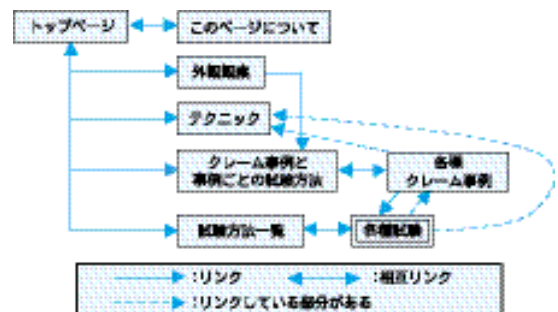 トップページ
このページについて
外観観察
テクニック
クレーム事例と
事例ごとの試験方法
各種
クレーム事例
試験方法一覧
各種試験
:リンク
:相互リンク
:リンクしている部分がある